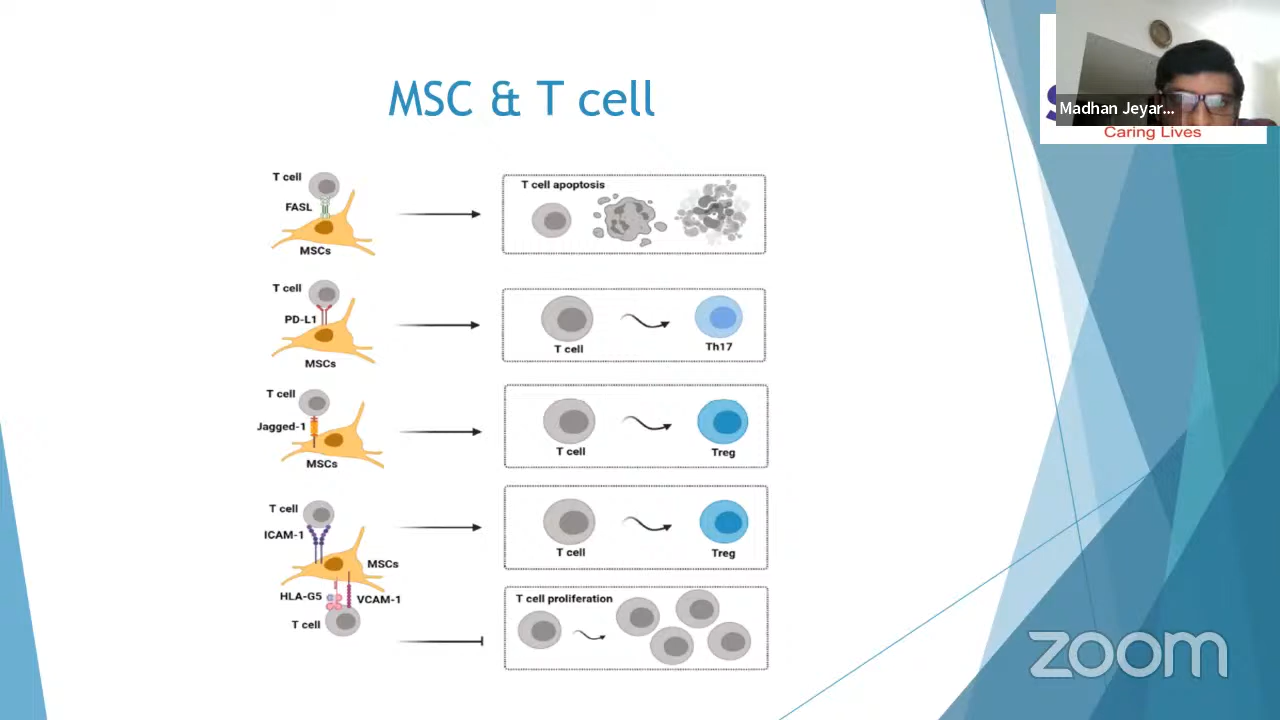 MSC & T cell
Madhan Jeyar...
Caring Lives
T cell
FASL
MSCs
T cell apoptosis
T cell
PD-L1
MSCs
T cell
Th17
T cell
Jagged-1
MSCs
T cell
Treg
T cell
ICAM-1
MSCs
HLA-G5
VCAM-1
T cell
T cell
Treg
T cell proliferation
zoom